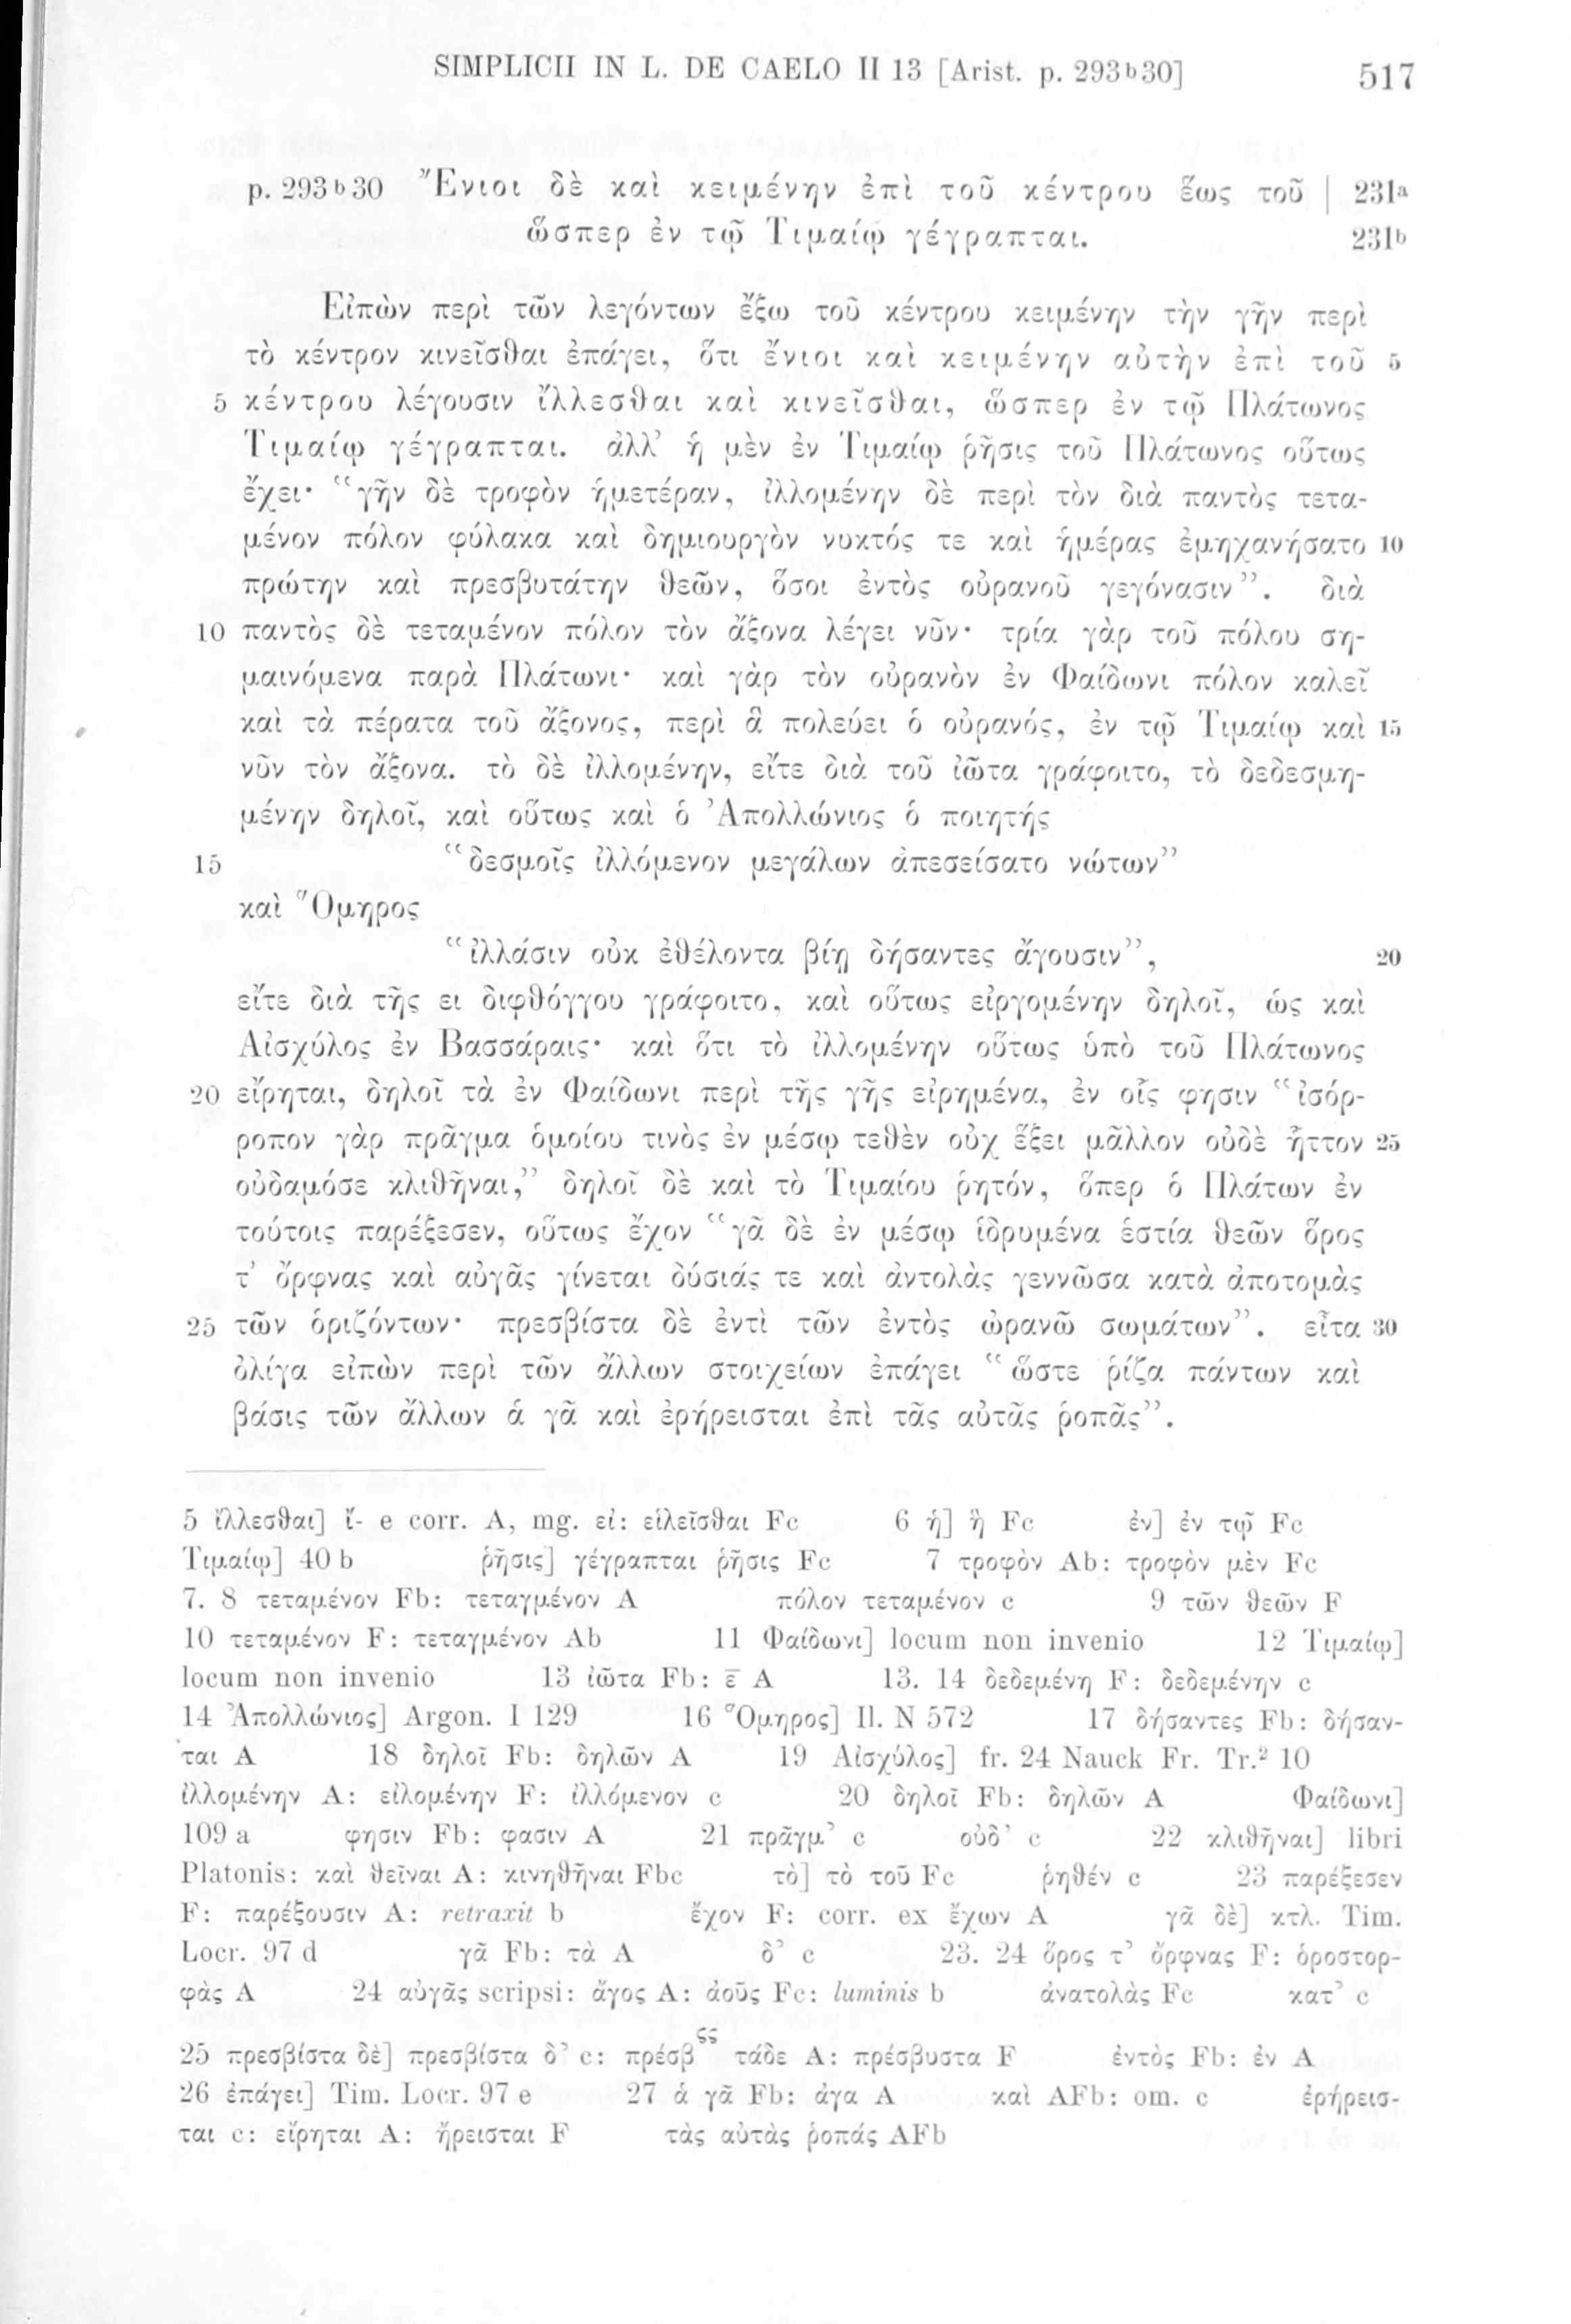 SIMPLICII IN L. DE CAELO II 13 [Arist. p. 293ᵇ30] 517
p. 293ᵇ30 Ἔνιοι δὲ καὶ κειμένην ἐπὶ τοῦ κέντρου ἕως τοῦ | 231ᵃ
ὥσπερ ἐν τῷ Τιμαίῳ γέγραπται. 231ᵇ
Εἰπὼν περὶ τῶν λεγόντων ἔξω τοῦ κέντρου κειμένην τὴν γῆν περὶ
τὸ κέντρον κινεῖσθαι ἐπάγει, ὅτι ἔνιοι καὶ κειμένην αὐτὴν ἐπὶ τοῦ 5
5 κέντρου λέγουσιν ἴλλεσθαι καὶ κινεῖσθαι, ὥσπερ ἐν τῷ Πλάτωνος
Τιμαίῳ γέγραπται. ἀλλ’ ἡ μὲν ἐν Τιμαίῳ ῥῆσις τοῦ Πλάτωνος οὕτως
ἔχει· “γῆν δὲ τροφὸν ἡμετέραν, ἰλλομένην δὲ περὶ τὸν διὰ παντὸς τετα-
μένον πόλον φύλακα καὶ δημιουργὸν νυκτός τε καὶ ἡμέρας ἐμηχανήσατο 10
πρώτην καὶ πρεσβυτάτην θεῶν, ὅσοι ἐντὸς οὐρανοῦ γεγόνασιν”. διὰ
10 παντὸς δὲ τεταμένον πόλον τὸν ἄξονα λέγει νῦν· τρία γὰρ τοῦ πόλου ση-
μαινόμενα παρὰ Πλάτωνι· καὶ γὰρ τὸν οὐρανὸν ἐν Φαίδωνι πόλον καλεῖ
καὶ τὰ πέρατα τοῦ ἄξονος, περὶ ἃ πολεύει ὁ οὐρανός, ἐν τῷ Τιμαίῳ καὶ 15
νῦν τὸν ἄξονα. τὸ δὲ ἰλλομένην, εἴτε διὰ τοῦ ἰῶτα γράφοιτο, τὸ δεδεσμη-
μένην δηλοῖ, καὶ οὕτως καὶ ὁ Ἀπολλώνιος ὁ ποιητής
15 “δεσμοῖς ἰλλόμενον μεγάλων ἀπεσείσατο νώτων”
καὶ Ὅμηρος
“ἰλλάσιν οὐκ ἐθέλοντα βίῃ δήσαντες ἄγουσιν”, 20
εἴτε διὰ τῆς ει διφθόγγου γράφοιτο, καὶ οὕτως εἰργομένην δηλοῖ, ὡς καὶ
Αἰσχύλος ἐν Βασσάραις· καὶ ὅτι τὸ ἰλλομένην οὕτως ὑπὸ τοῦ Πλάτωνος
20 εἴρηται, δηλοῖ τὰ ἐν Φαίδωνι περὶ τῆς γῆς εἰρημένα, ἐν οἷς φησιν “ἰσόρ-
ροπον γὰρ πρᾶγμα ὁμοίου τινὸς ἐν μέσῳ τεθὲν οὐχ ἕξει μᾶλλον οὐδὲ ἧττον 25
οὐδαμόσε κλιθῆναι,” δηλοῖ δὲ καὶ τὸ Τιμαίου ῥητόν, ὅπερ ὁ Πλάτων ἐν
τούτοις παρέξεσεν, οὕτως ἔχον “γᾶ δὲ ἐν μέσῳ ἱδρυμένα ἑστία θεῶν ὅρος
τ’ ὄρφνας καὶ αὐγᾶς γίνεται δύσιάς τε καὶ ἀντολὰς γεννῶσα κατὰ ἀποτομὰς
25 τῶν ὁριζόντων· πρεσβίστα δὲ ἐντὶ τῶν ἐντὸς ὠρανῶ σωμάτων”. εἶτα 30
ὀλίγα εἰπὼν περὶ τῶν ἄλλων στοιχείων ἐπάγει “ὥστε ῥίζα πάντων καὶ
βάσις τῶν ἄλλων ἁ γᾶ καὶ ἐρήρεισται ἐπὶ τᾶς αὐτᾶς ῥοπᾶς”.
5 ἴλλεσθαι] ἴ- e corr. A, mg. εἰ: εἱλεῖσθαι Fc 6 ἡ] ἢ Fc ἐν] ἐν τῷ Fc
Τιμαίῳ] 40 b ῥῆσις] γέγραπται ῥῆσις Fc 7 τροφὸν Ab: τροφὸν μὲν Fc
7. 8 τεταμένον Fb: τεταγμένον A πόλον τεταμένον c 9 τῶν θεῶν F
10 τεταμένον F: τεταγμένον Ab 11 Φαίδωνι] locum non invenio 12 Τιμαίῳ]
locum non invenio 13 ἰῶτα Fb: ε̄ A 13. 14 δεδεμένη F: δεδεμένην c
14 Ἀπολλώνιος] Argon. I 129 16 Ὅμηρος] Il. N 572 17 δήσαντες Fb: δήσαν-
ται A 18 δηλοῖ Fb: δηλῶν A 19 Αἰσχύλος] fr. 24 Nauck Fr. Tr.² 10
ἰλλομένην A: εἰλομένην F: ἰλλόμενον c 20 δηλοῖ Fb: δηλῶν A Φαίδωνι]
109 a φησιν Fb: φασιν A 21 πρᾶγμ’ c οὐδ’ c 22 κλιθῆναι] libri
Platonis: καὶ θεῖναι A: κινηθῆναι Fbc τὸ] τὸ τοῦ Fc ῥηθέν c 23 παρέξεσεν
F: παρέξουσιν A: retraxit b ἔχον F: corr. ex ἔχων A γᾶ δὲ] κτλ. Tim.
Locr. 97 d γᾶ Fb: τὰ A δ’ c 23. 24 ὅρος τ’ ὄρφνας F: ὁροστορ-
φὰς A 24 αὐγᾶς scripsi: ἄγος A: ἀοῦς Fc: luminis b ἀνατολὰς Fc κατ’ c
25 πρεσβίστα δὲ] πρεσβίστα δ’ c: πρέσβ ϛϛ τάδε A: πρέσβυστα F ἐντὸς Fb: ἐν A
26 ἐπάγει] Tim. Locr. 97 e 27 ἁ γᾶ Fb: ἁγα A καὶ AFb: om. c ἐρήρεισ-
ται c: εἴρηται A: ἤρεισται F τὰς αὐτὰς ῥοπάς AFb